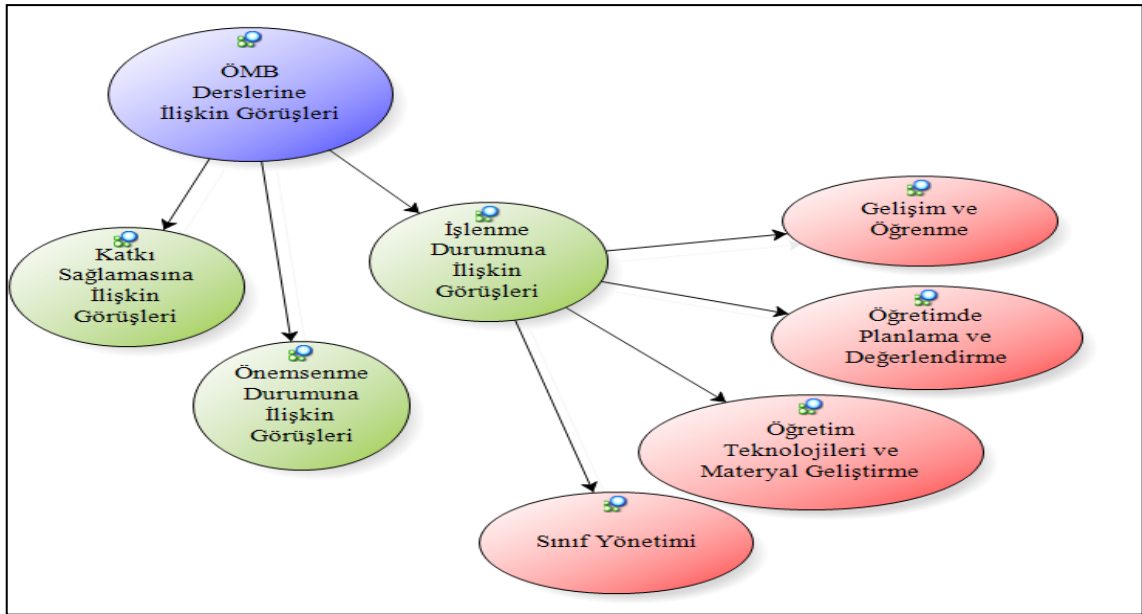 ÖMB
Derslerine
İlişkin Görüşleri
Katkı
Sağlamasına
İlişkin
Görüşleri
Önemsenme
Durumuna
İlişkin
Görüşleri
İşlenme
Durumuna
İlişkin
Görüşleri
Gelişim ve
Öğrenme
Öğretimde
Planlama ve
Değerlendirme
Öğretim
Teknolojileri ve
Materyal Geliştirme
Sınıf Yönetimi